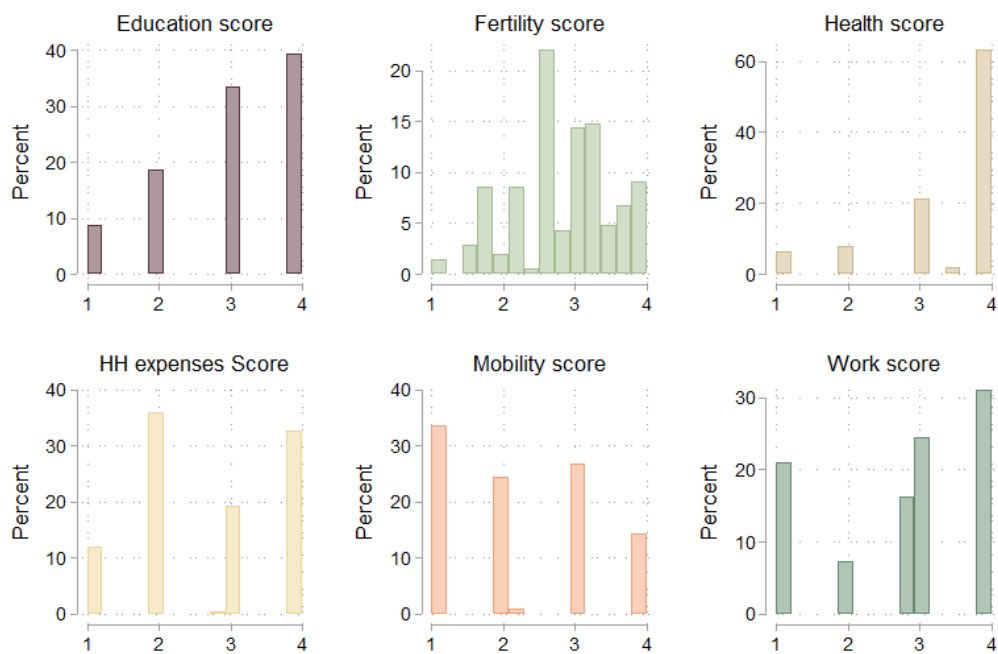 Education score
Fertility score
Health score
Percent
40
30
20
10
0
1 2 3 4
Percent
20
15
10
5
0
1 2 3 4
Percent
60
40
20
0
1 2 3 4
HH expenses Score
Mobility score
Work score
Percent
40
30
20
10
0
1 2 3 4
Percent
40
30
20
10
0
1 2 3 4
Percent
30
20
10
0
1 2 3 4